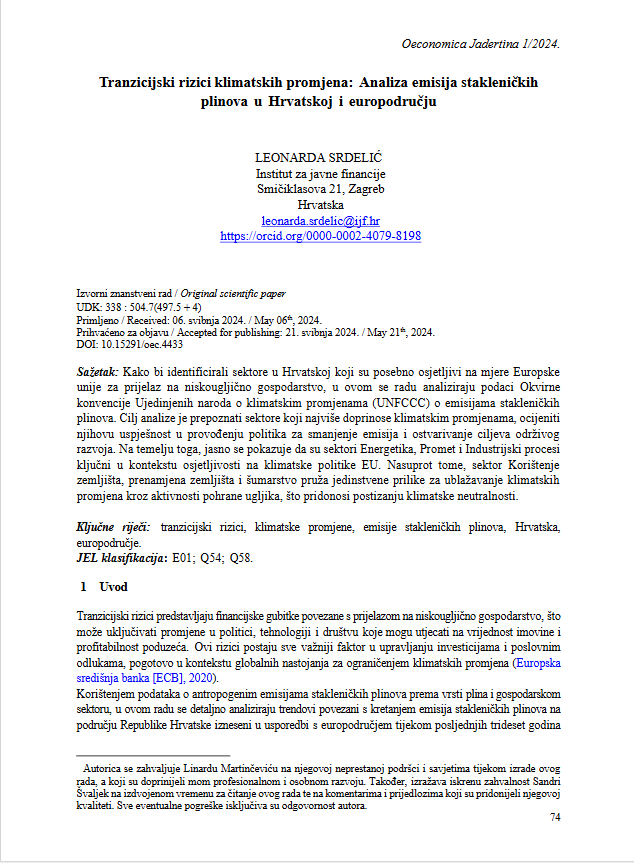 Oeconomica Jadertina 1/2024.
Tranzicijski rizici klimatskih promjena: Analiza emisija stakleničkih
plinova u Hrvatskoj i europodručju
LEONARDA SRDELIĆ
Institut za javne financije
Smičiklasova 21, Zagreb
Hrvatska
leonarda.srdelic@ijf.hr
https://orcid.org/0000-0002-4079-8198
Izvorni znanstveni rad / Original scientific paper
UDK: 338 : 504.7(497.5 + 4)
Primljeno / Received: 06. svibnja 2024. / May 06th, 2024.
Prihvaćeno za objavu / Accepted for publishing: 21. svibnja 2024. / May 21th, 2024.
DOI: 10.15291/oec.4433
Sažetak: Kako bi identificirali sektore u Hrvatskoj koji su posebno osjetljivi na mjere Europske
unije za prijelaz na niskougljično gospodarstvo, u ovom se radu analiziraju podaci Okvirne
konvencije Ujedinjenih naroda o klimatskim promjenama (UNFCCC) o emisijama stakleničkih
plinova. Cilj analize je prepoznati sektore koji najviše doprinose klimatskim promjenama, ocijeniti
njihovu uspješnost u provođenju politika za smanjenje emisija i ostvarivanje ciljeva održivog
razvoja. Na temelju toga, jasno se pokazuje da su sektori Energetika, Promet i Industrijski procesi
ključni u kontekstu osjetljivosti na klimatske politike EU. Nasuprot tome, sektor Korištenje
zemljišta, prenamjena zemljišta i šumarstvo pruža jedinstvene prilike za ublažavanje klimatskih
promjena kroz aktivnosti pohrane ugljika, što pridonosi postizanju klimatske neutralnosti.
Ključne riječi: tranzicijski rizici, klimatske promjene, emisije stakleničkih plinova, Hrvatska,
europodručje.
JEL klasifikacija: E01; Q54; Q58.
1 Uvod
Tranzicijski rizici predstavljaju financijske gubitke povezane s prijelazom na niskougljično gospodarstvo, što
može uključivati promjene u politici, tehnologiji i društvu koje mogu utjecati na vrijednost imovine i
profitabilnost poduzeća. Ovi rizici postaju sve važniji faktor u upravljanju investicijama i poslovnim
odlukama, pogotovo u kontekstu globalnih nastojanja za ograničenjem klimatskih promjena (Europska
središnja banka [ECB], 2020).
Korištenjem podataka o antropogenim emisijama stakleničkih plinova prema vrsti plina i gospodarskom
sektoru, u ovom radu se detaljno analiziraju trendovi povezani s kretanjem emisija stakleničkih plinova na
području Republike Hrvatske izneseni u usporedbi s europodručjem tijekom posljednjih trideset godina
Autorica se zahvaljuje Linardu Martinčeviću na njegovoj neprestanoj podršci i savjetima tijekom izrade ovog
rada, a koji su doprinijeli mom profesionalnom i osobnom razvoju. Također, izražava iskrenu zahvalnost Sandri
Švaljek na izdvojenom vremenu za čitanje ovog rada te na komentarima i prijedlozima koji su pridonijeli njegovoj
kvaliteti. Sve eventualne pogreške isključiva su odgovornost autora.
74